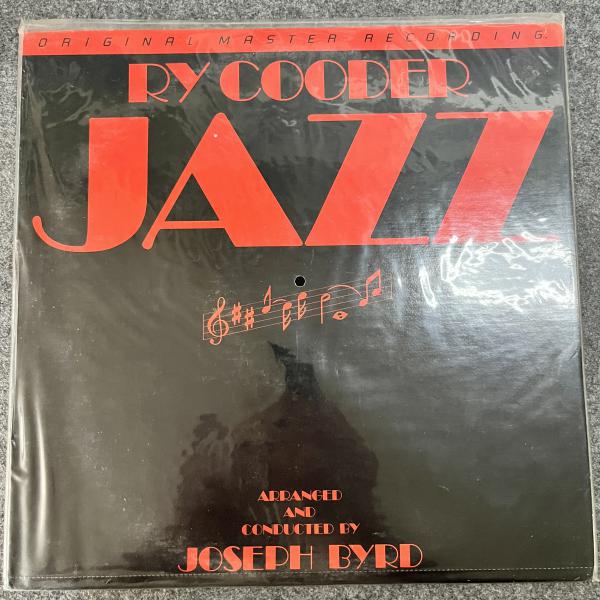 ORIGINAL MASTER RECORDING
RY COODER
JAZZ
ARRANGED
AND
CONDUCTED BY
JOSEPH BYRD